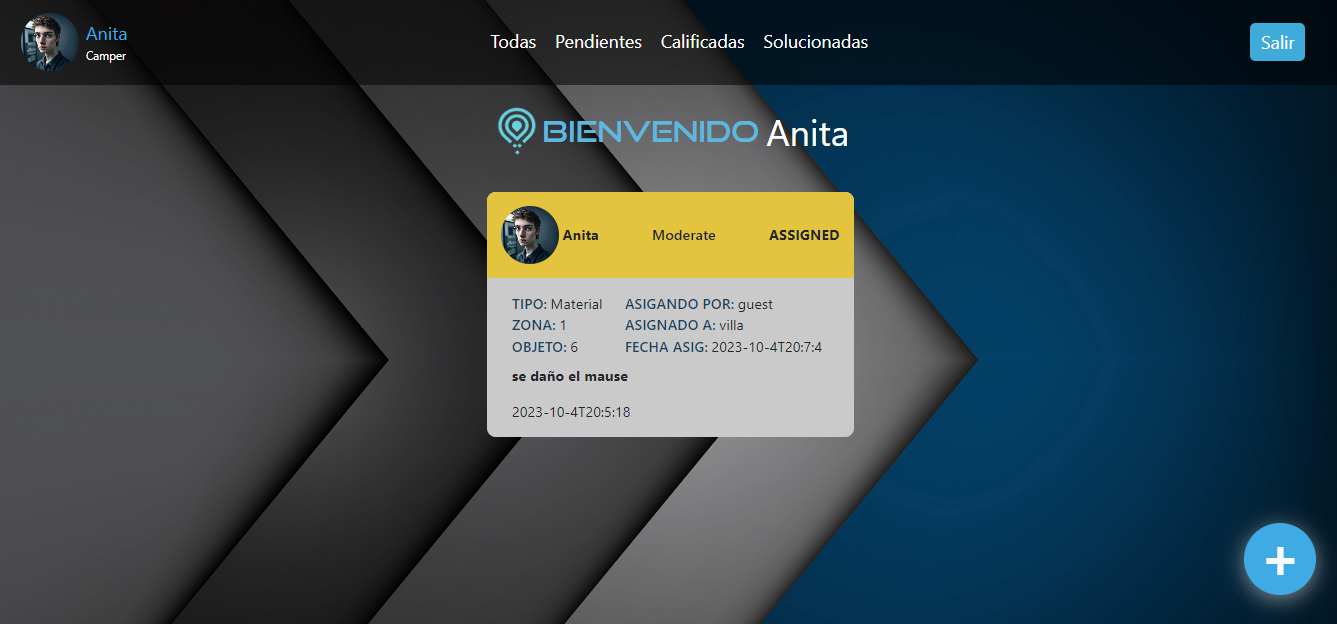 Anita
Camper
Todas Pendientes Calificadas Solucionadas
Salir
BIENVENIDO Anita
Anita Moderate ASSIGNED
TIPO: Material ASIGANDO POR: guest
ZONA: 1 ASIGNADO A: villa
OBJETO: 6 FECHA ASIG: 2023-10-4T20:7:4
se daño el mause
2023-10-4T20:5:18
+